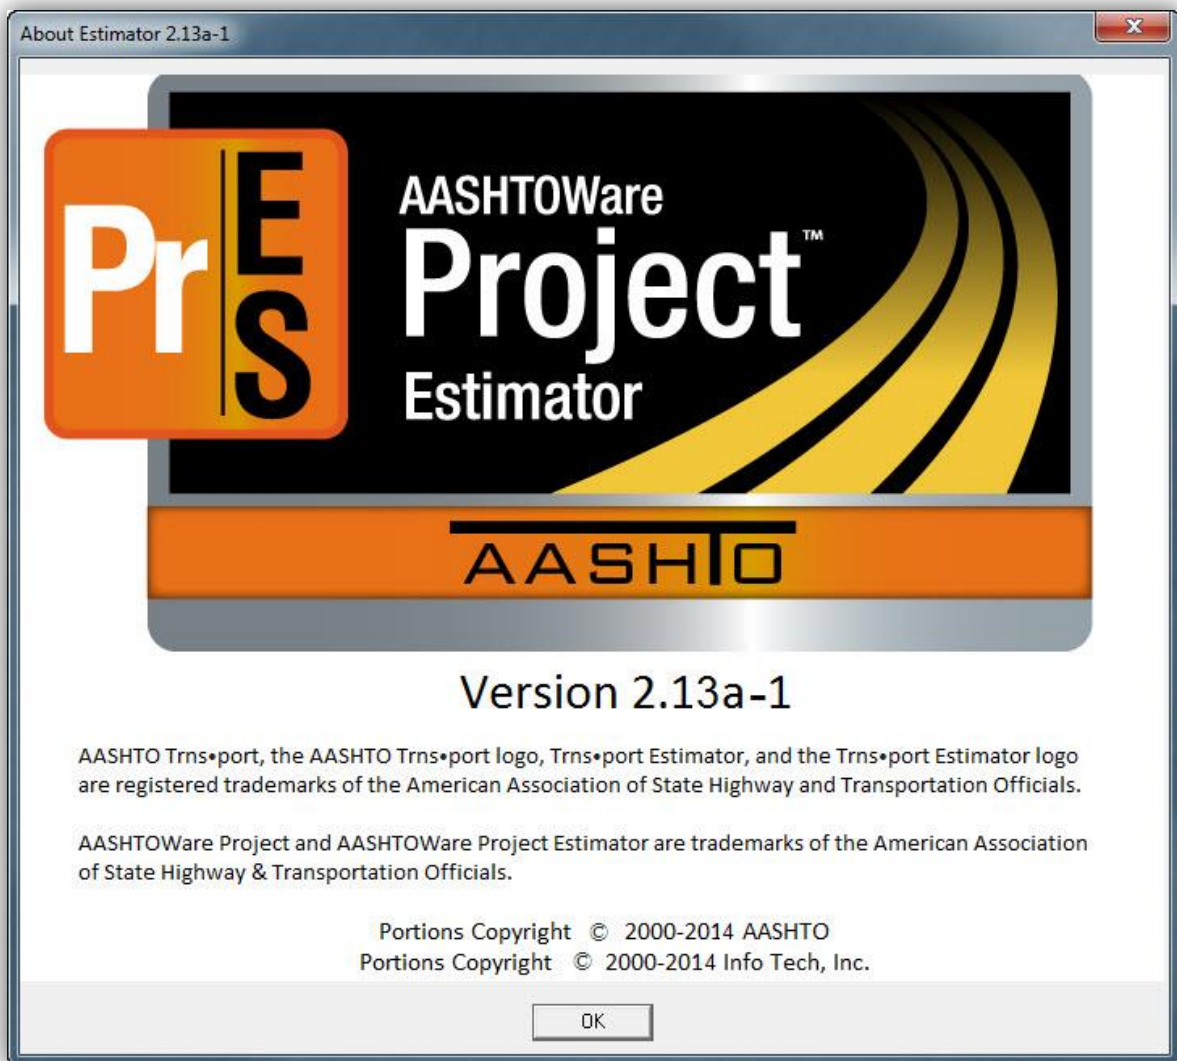 About Estimator 2.13a-1
x
Pr
E
S
AASHTOWare
Project™
Estimator
AASHTO
Version 2.13a-1
AASHTO Trns•port, the AASHTO Trns•port logo, Trns•port Estimator, and the Trns•port Estimator logo
are registered trademarks of the American Association of State Highway and Transportation Officials.
AASHTOWare Project and AASHTOWare Project Estimator are trademarks of the American Association
of State Highway & Transportation Officials.
Portions Copyright © 2000-2014 AASHTO
Portions Copyright © 2000-2014 Info Tech, Inc.
OK